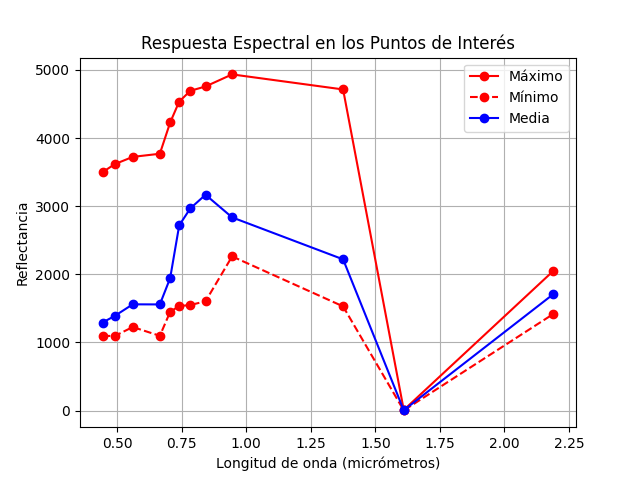 Respuesta Espectral en los Puntos de Interés
Máximo
Mínimo
Media
Reflectancia
5000
4000
3000
2000
1000
0
0.50 0.75 1.00 1.25 1.50 1.75 2.00 2.25
Longitud de onda (micrómetros)